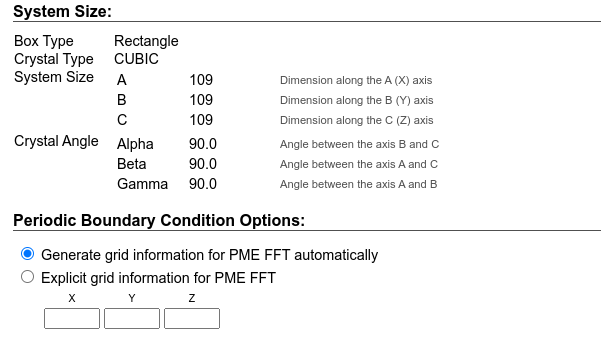 System Size:
Box Type Rectangle
Crystal Type CUBIC
System Size A 109 Dimension along the A (X) axis
B 109 Dimension along the B (Y) axis
C 109 Dimension along the C (Z) axis
Crystal Angle Alpha 90.0 Angle between the axis B and C
Beta 90.0 Angle between the axis A and C
Gamma 90.0 Angle between the axis A and B
Periodic Boundary Condition Options:
Generate grid information for PME FFT automatically
Explicit grid information for PME FFT
X Y Z